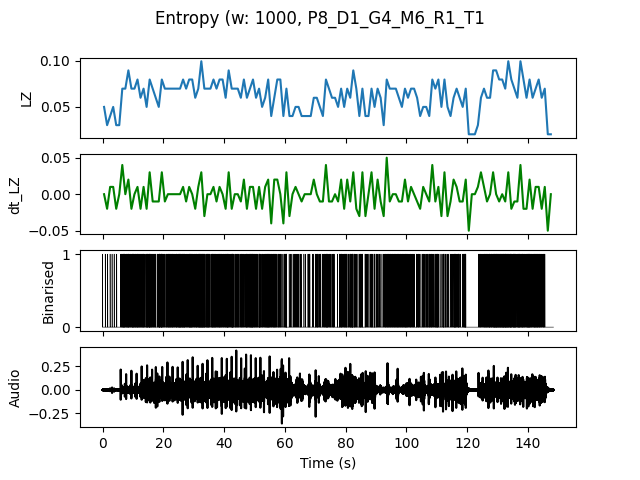 Entropy (w: 1000, P8_D1_G4_M6_R1_T1
0.10
0.05
LZ
0.05
0.00
−0.05
dt_LZ
1
0
Binarised
0.25
0.00
−0.25
Audio
0 20 40 60 80 100 120 140
Time (s)